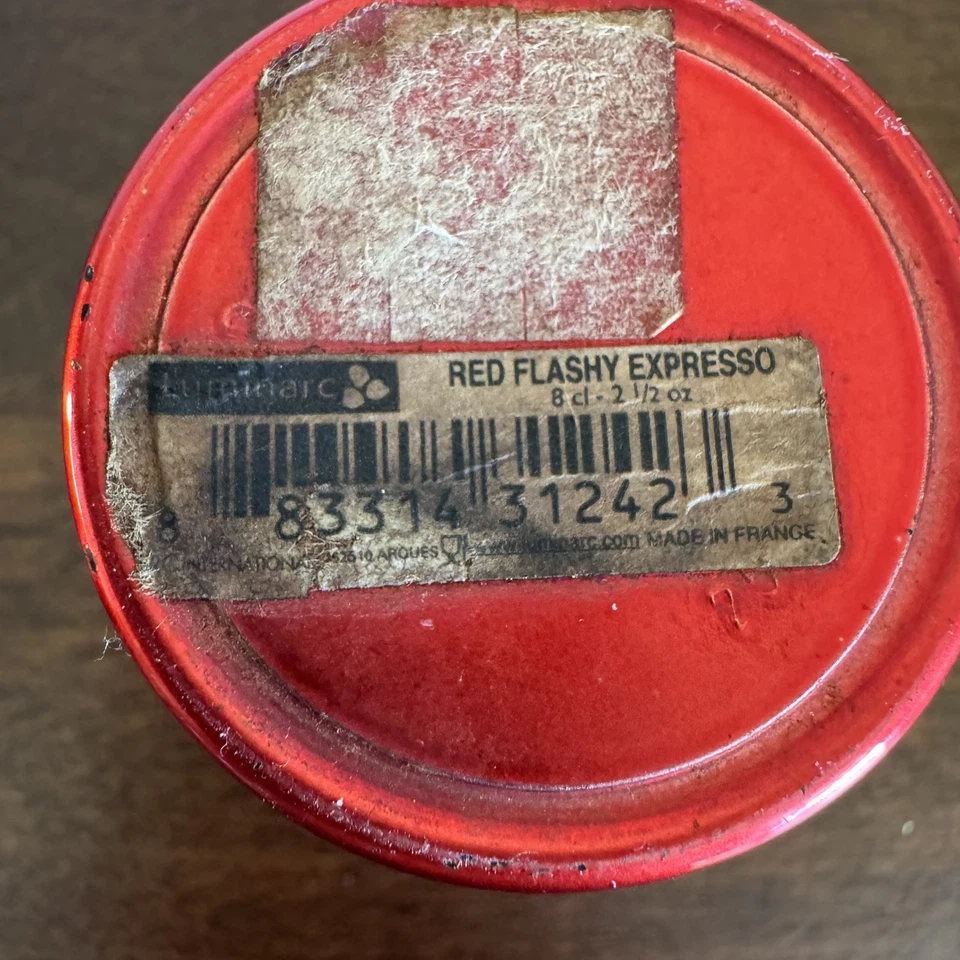 Luminarc
RED FLASHY EXPRESSO
8 cl - 2 1/2 oz
8 83314 31242 3
INTERNATIONAL 62510 ARQUES www.luminarc.com MADE IN FRANCE